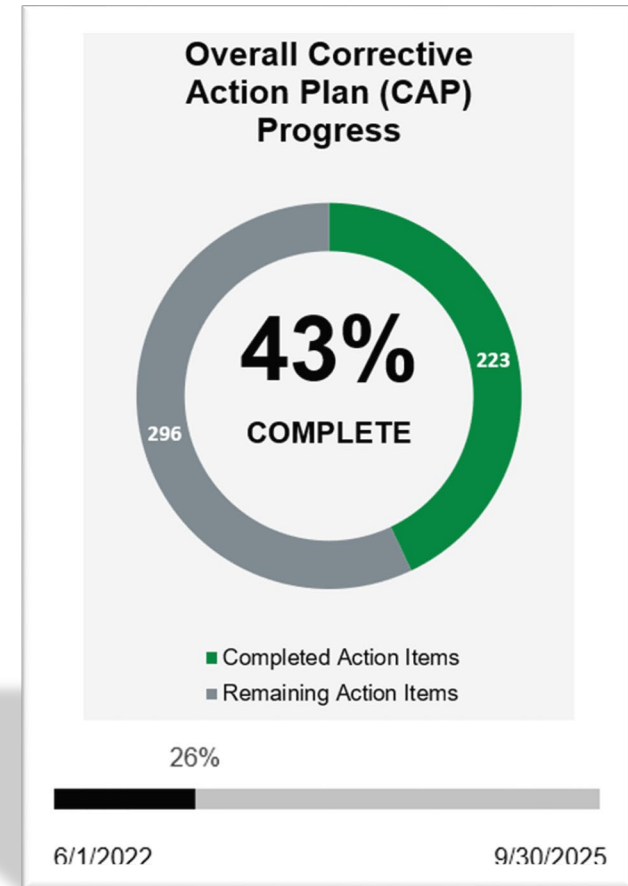 Overall Corrective
Action Plan (CAP)
Progress
223
43%
COMPLETE
296
Completed Action Items
Remaining Action Items
26%
6/1/2022 9/30/2025